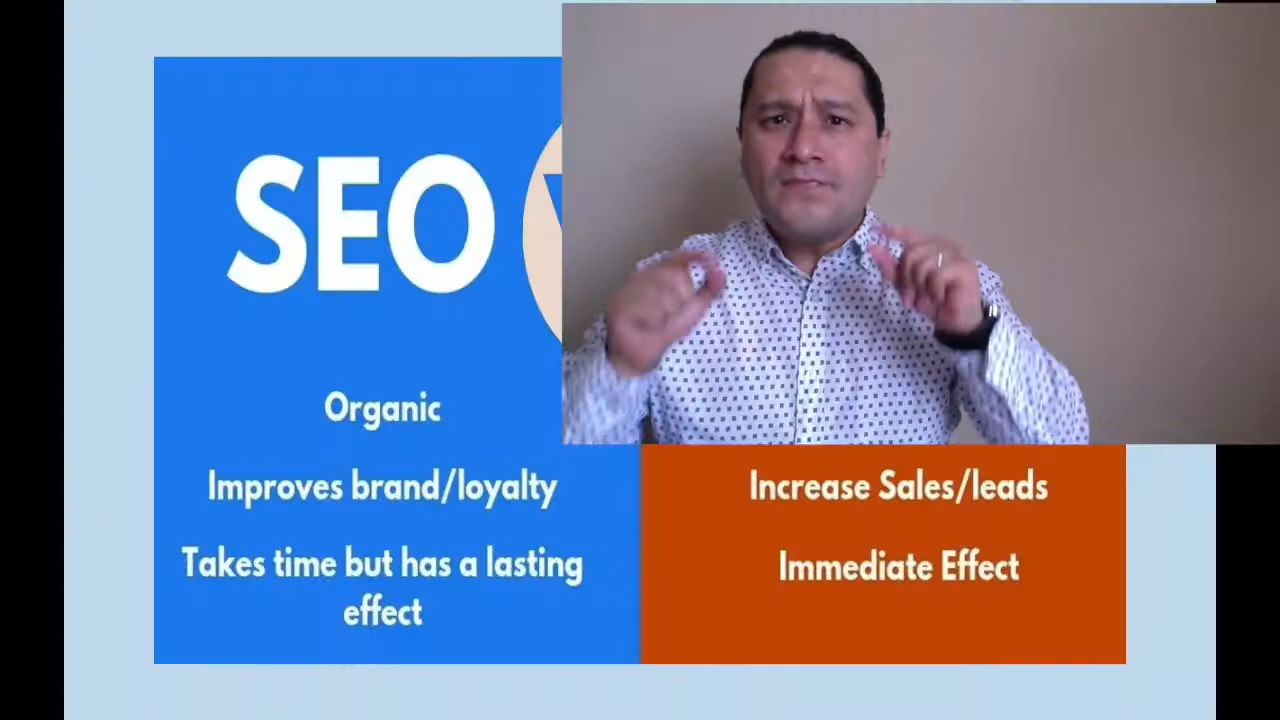 SEO
Organic
Improves brand/loyalty
Takes time but has a lasting
effect
Increase Sales/leads
Immediate Effect